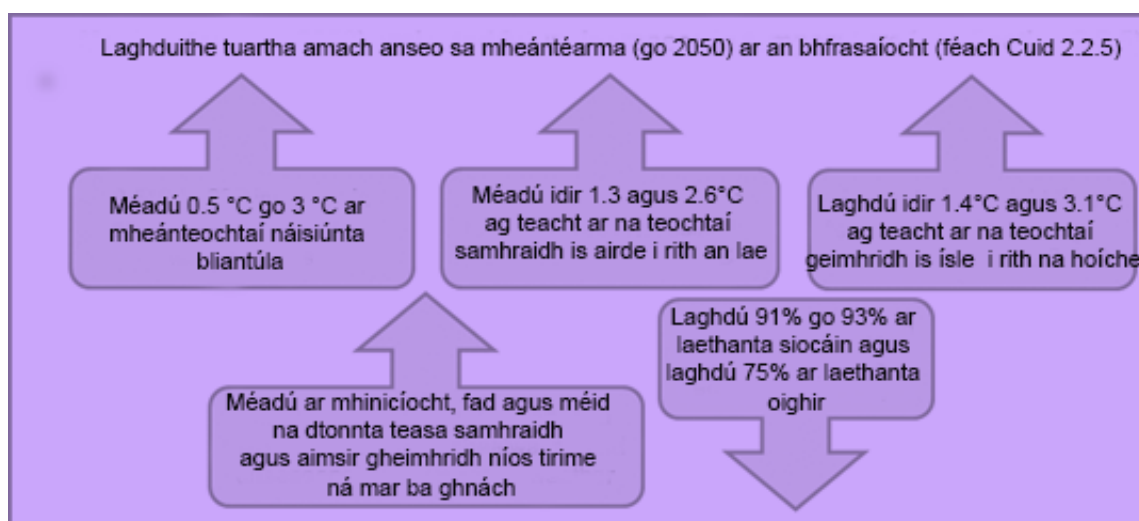 Laghduithe tuartha amach anseo sa mheántéarma (go 2050) ar an bhfrasaíocht (féach Cuid 2.2.5)
Méadú 0.5 °C go 3 °C ar
mheánteochtaí náisiúnta
bliantúla
Méadú idir 1.3 agus 2.6°C
ag teacht ar na teochtaí
samhraidh is airde i rith an lae
Laghdú idir 1.4°C agus 3.1°C
ag teacht ar na teochtaí
geimhridh is ísle i rith na hoíche
Méadú ar mhinicíocht, fad agus méid
na dtonnta teasa samhraidh
agus aimsir gheimhridh níos tirime
ná mar ba ghnách
Laghdú 91% go 93% ar
laethanta siocáin agus
laghdú 75% ar laethanta
oighir